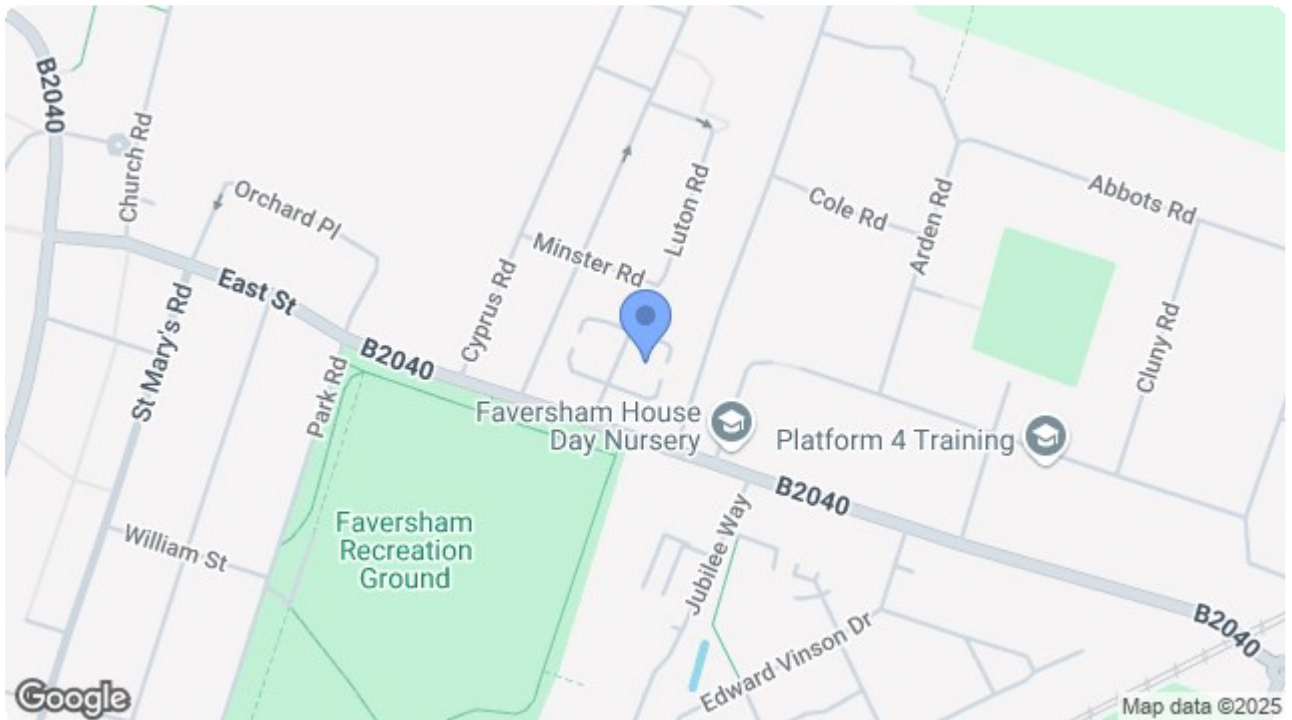 B2040
Church Rd
Orchard Pl
Luton Rd
Cole Rd
Arden Rd
Abbots Rd
Minster Rd
East St
St Mary's Rd
Cyprus Rd
Cluny Rd
B2040
Park Rd
Faversham House
Day Nursery
Platform 4 Training
B2040
Faversham
Recreation
Ground
William St
Jubilee Way
Edward Vinson Dr
B2040
Google
Map data ©2025